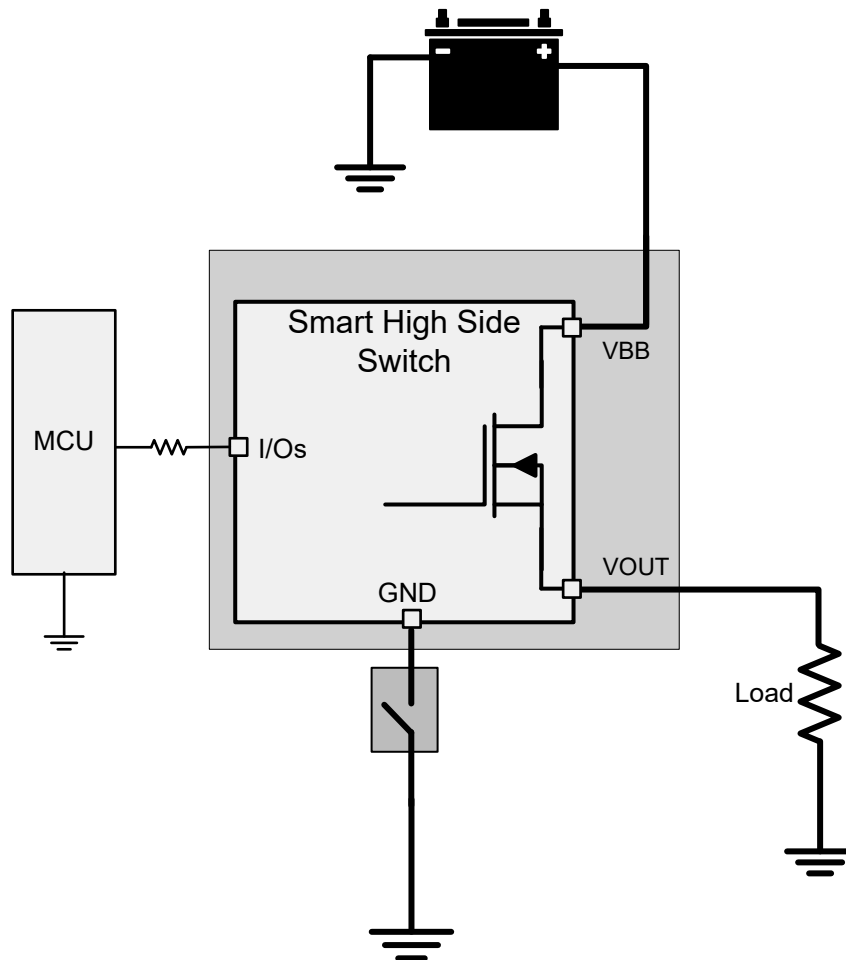 Smart High Side
Switch
VBB
MCU
I/Os
VOUT
GND
Load